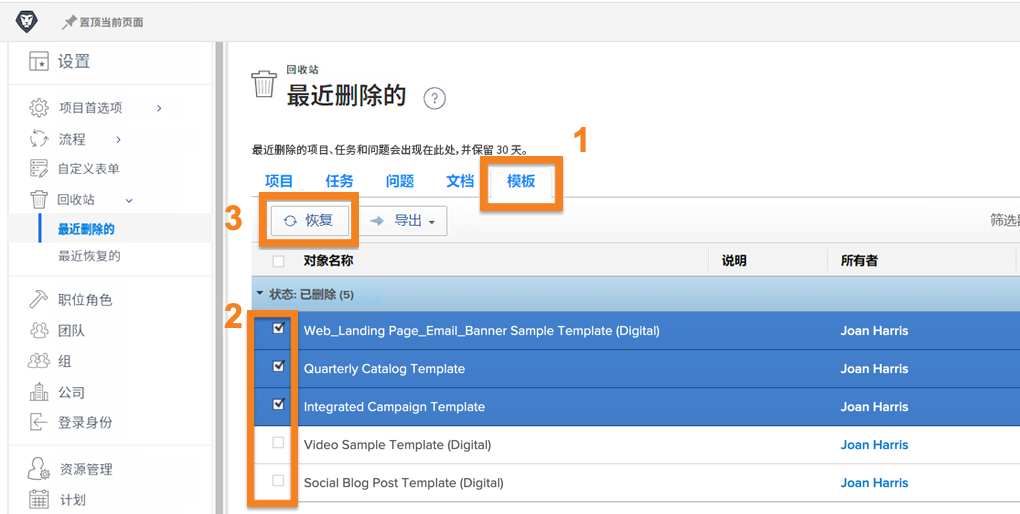 置顶当前页面
设置
项目首选项
流程
自定义表单
回收站
最近删除的
最近恢复的
职位角色
团队
组
公司
登录身份
资源管理
计划
回收站
最近删除的
?
最近删除的项目、任务和问题会出现在此处,并保留 30 天。
1
项目 任务 问题 文档 模板
3
恢复 导出 筛选
对象名称 说明 所有者
状态: 已删除 (5)
2
Web_Landing Page_Email_Banner Sample Template (Digital) Joan Harris
Quarterly Catalog Template Joan Harris
Integrated Campaign Template Joan Harris
Video Sample Template (Digital) Joan Harris
Social Blog Post Template (Digital) Joan Harris